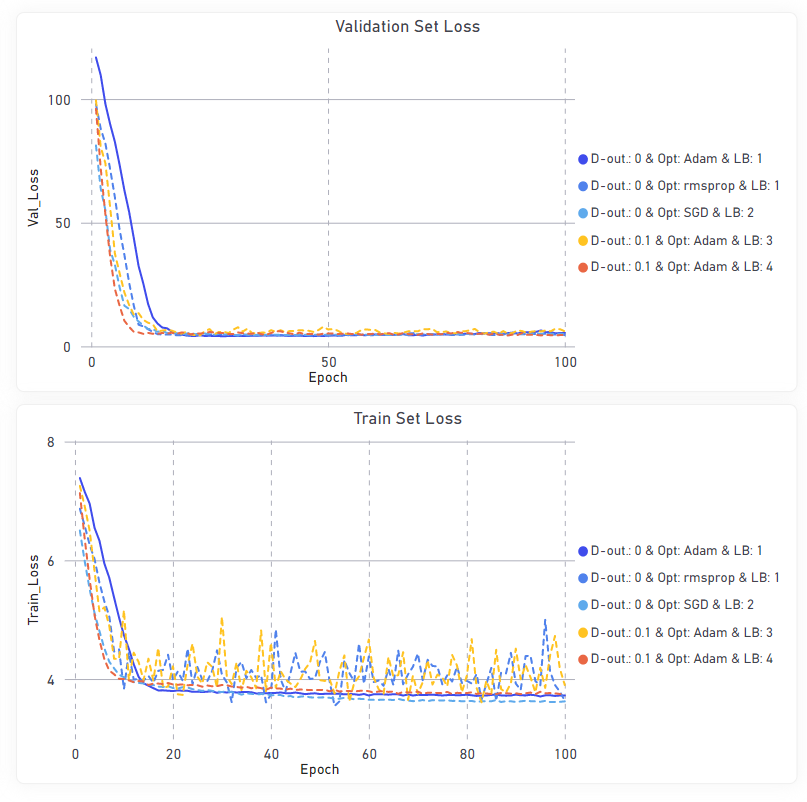 Validation Set Loss
100
50
0
Val_Loss
0 50 100
Epoch
D-out.: 0 & Opt: Adam & LB: 1
D-out.: 0 & Opt: rmsprop & LB: 1
D-out.: 0 & Opt: SGD & LB: 2
D-out.: 0.1 & Opt: Adam & LB: 3
D-out.: 0.1 & Opt: Adam & LB: 4
Train Set Loss
8
6
4
Train_Loss
0 20 40 60 80 100
Epoch
D-out.: 0 & Opt: Adam & LB: 1
D-out.: 0 & Opt: rmsprop & LB: 1
D-out.: 0 & Opt: SGD & LB: 2
D-out.: 0.1 & Opt: Adam & LB: 3
D-out.: 0.1 & Opt: Adam & LB: 4